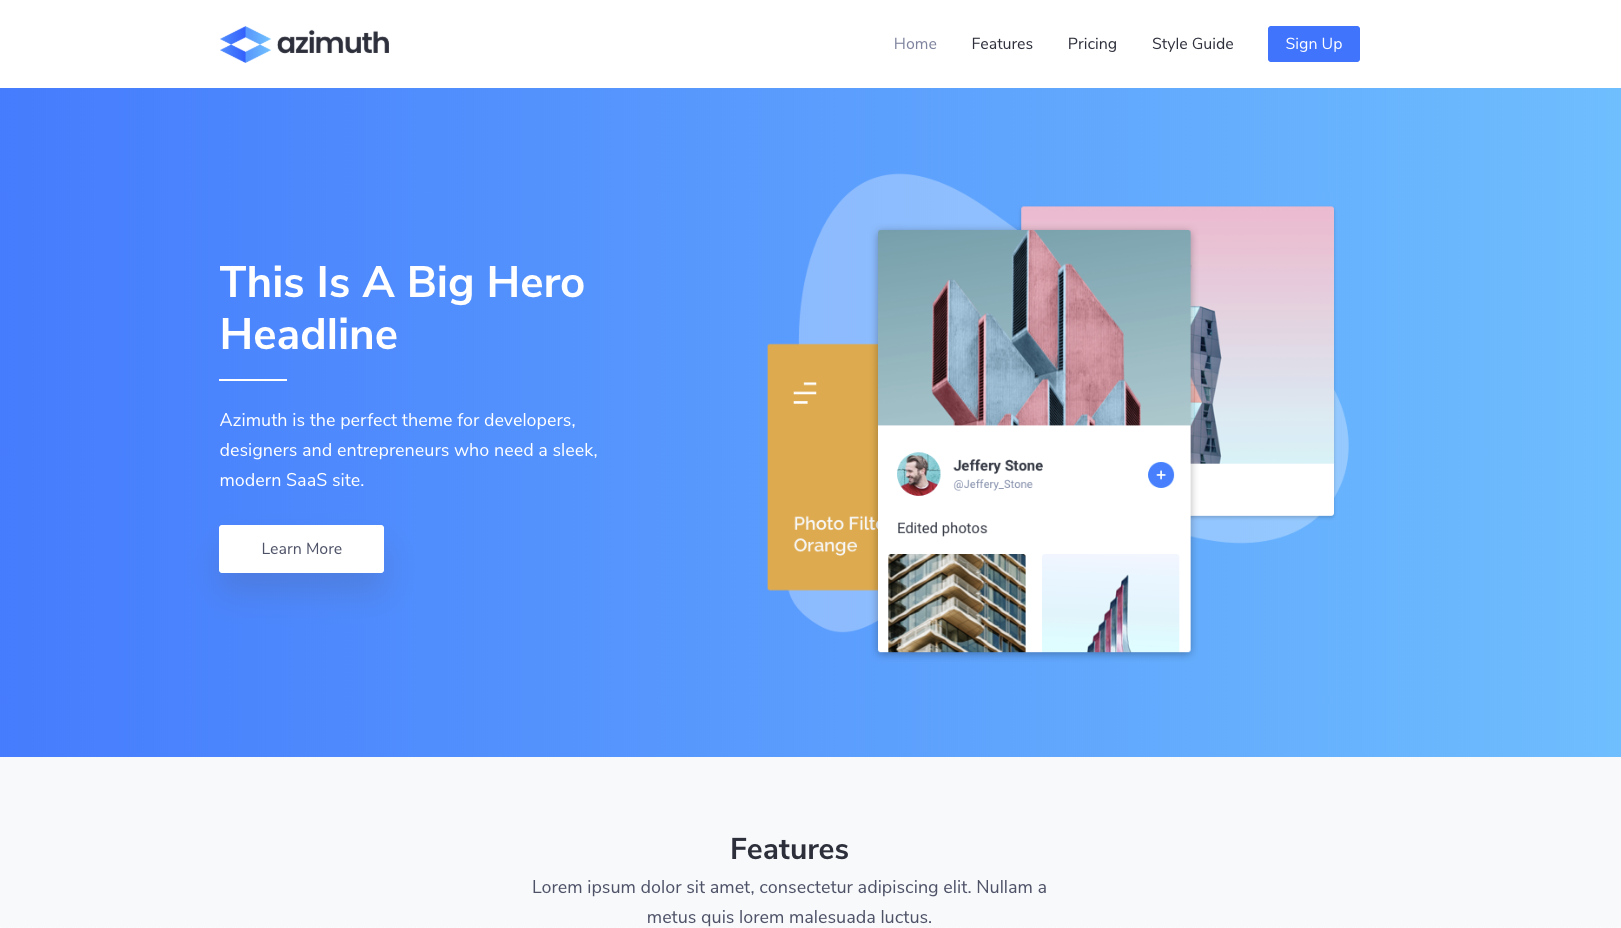 azimuth
Home
Features
Pricing
Style Guide
Sign Up
This Is A Big Hero
Headline
Azimuth is the perfect theme for developers,
designers and entrepreneurs who need a sleek,
modern SaaS site.
Learn More
Photo
Orange
Jeffery Stone
@Jeffery_Stone
+
Edited photos
Features
Lorem ipsum dolor sit amet, consectetur adipiscing elit. Nullam a
metus quis lorem malesuada luctus.